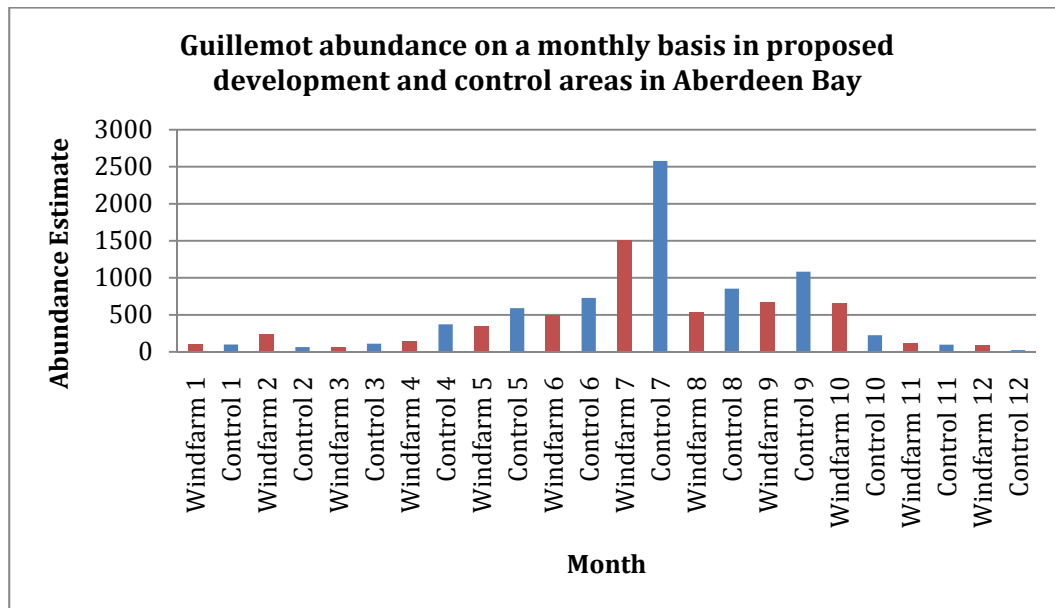 Guillemot abundance on a monthly basis in proposed
development and control areas in Aberdeen Bay
Abundance Estimate
3000
2500
2000
1500
1000
500
0
Windfarm 1
Control 1
Windfarm 2
Control 2
Windfarm 3
Control 3
Windfarm 4
Control 4
Windfarm 5
Control 5
Windfarm 6
Control 6
Windfarm 7
Control 7
Windfarm 8
Control 8
Windfarm 9
Control 9
Windfarm 10
Control 10
Windfarm 11
Control 11
Windfarm 12
Control 12
Month